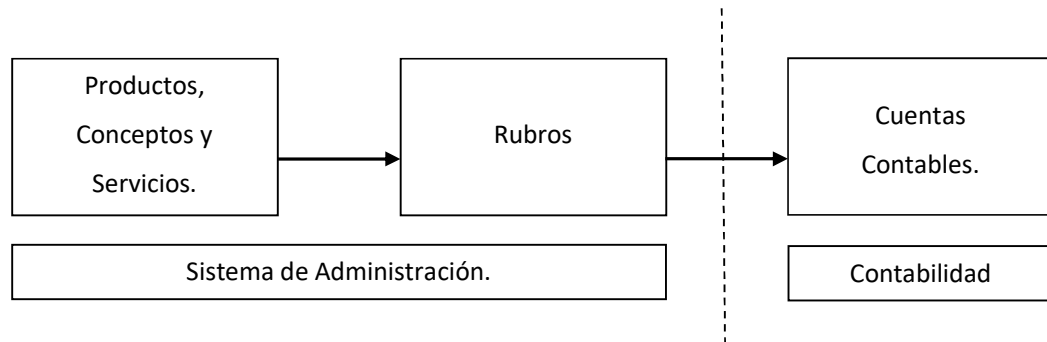 Productos,
Conceptos y
Servicios.
Rubros
Cuentas
Contables.
Sistema de Administración.
Contabilidad